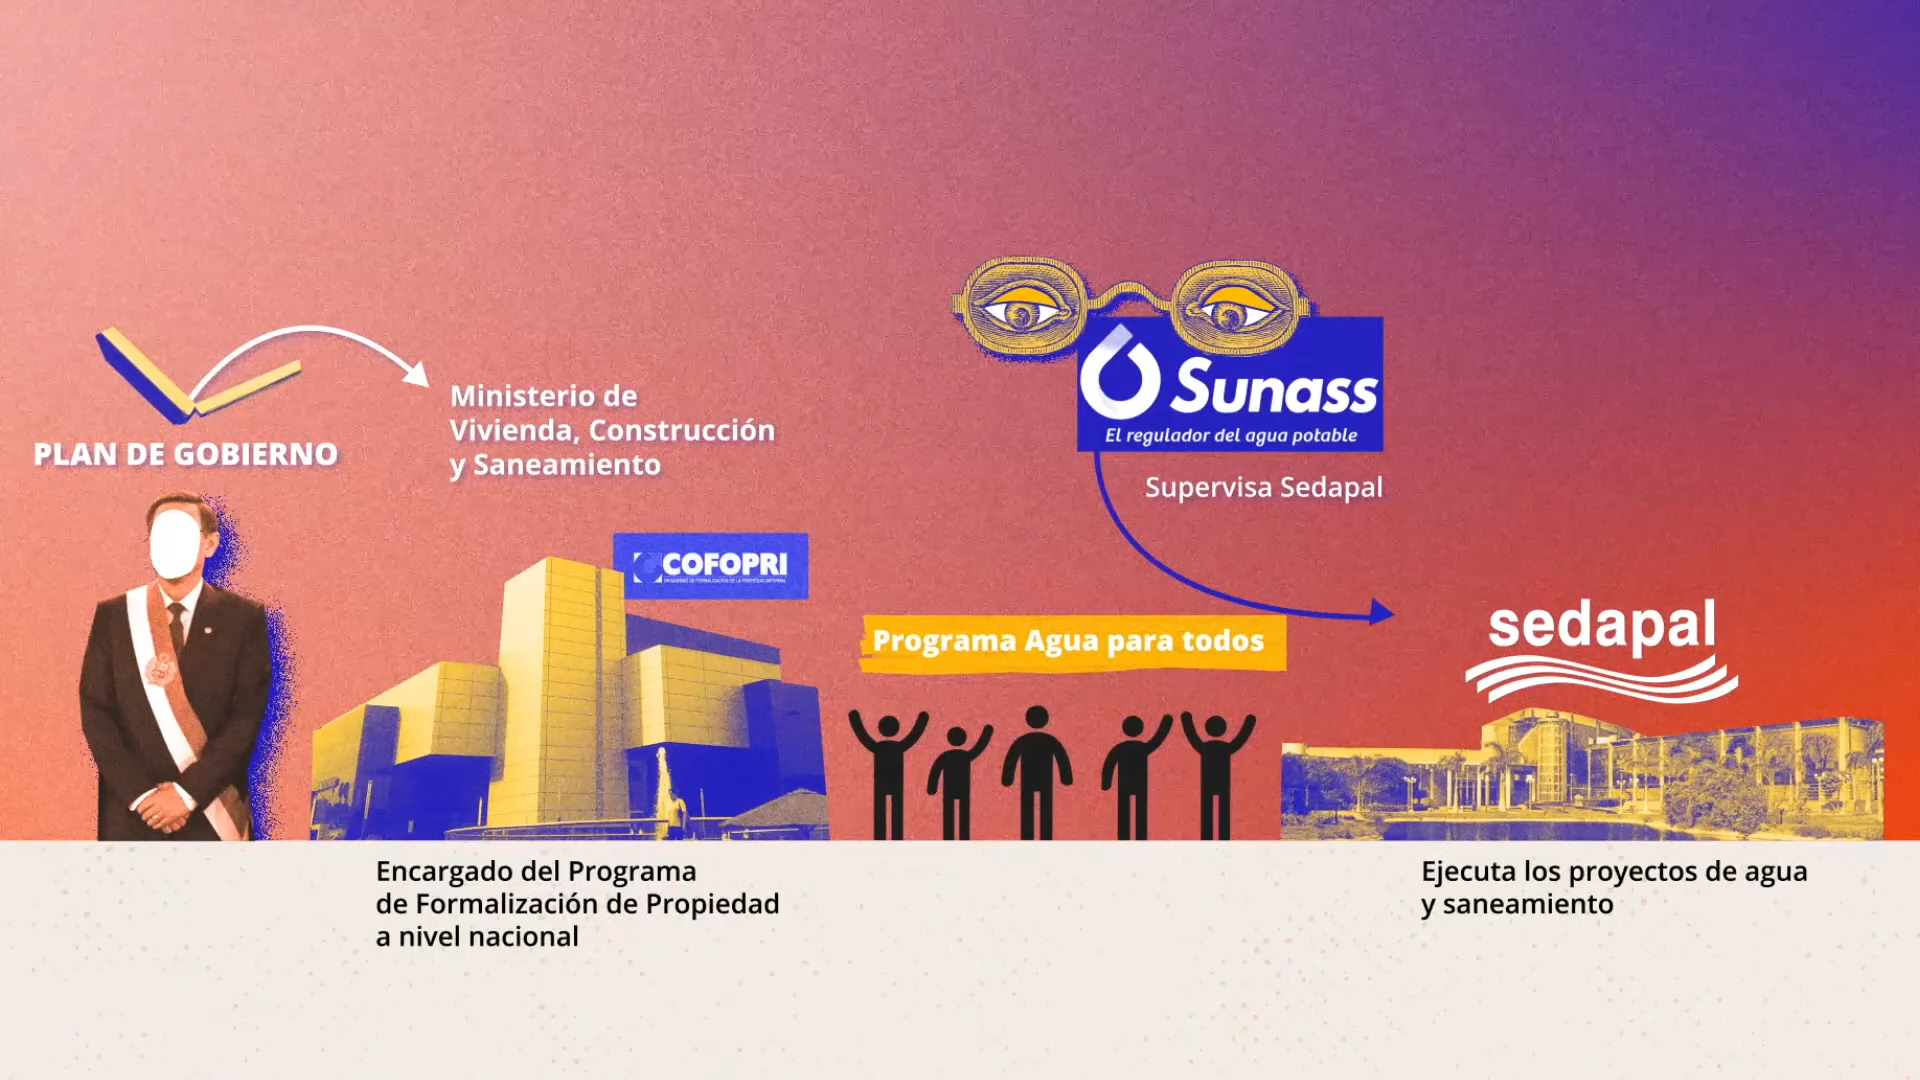 PLAN DE GOBIERNO
Ministerio de
Vivienda, Construcción
y Saneamiento
COFOPRI
Encargado del Programa
de Formalización de Propiedad
a nivel nacional
Programa Agua para todos
Sunass
El regulador del agua potable
Supervisa Sedapal
sedapal
Ejecuta los proyectos de agua
y saneamiento